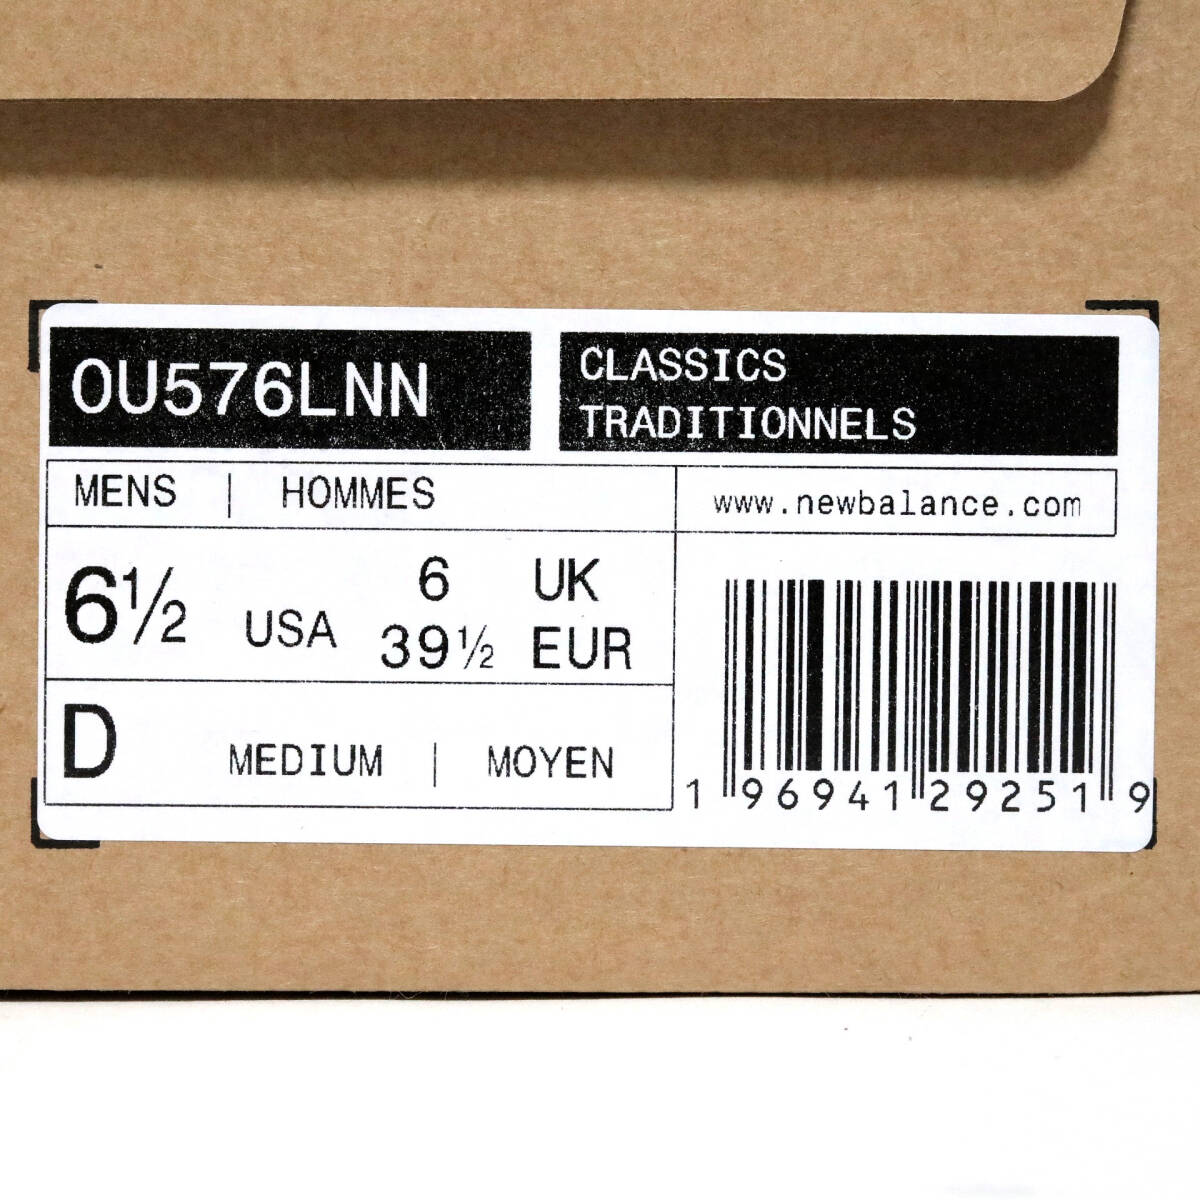 OU576LNN
CLASSICS
TRADITIONNELS
MENS | HOMMES
www.newbalance.com
6½ USA
6 UK
39½ EUR
D MEDIUM | MOYEN
1 96941 29251 9